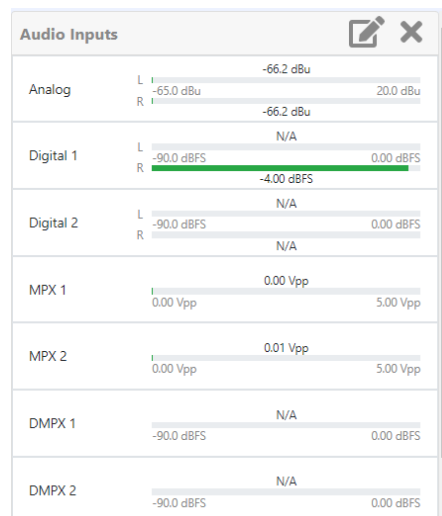 Audio Inputs
-66.2 dBu
Analog
L
-65.0 dBu 20.0 dBu
R
-66.2 dBu
N/A
Digital 1
L
-90.0 dBFS 0.00 dBFS
R
-4.00 dBFS
N/A
Digital 2
L
-90.0 dBFS 0.00 dBFS
R
N/A
0.00 Vpp
MPX 1
0.00 Vpp 5.00 Vpp
0.01 Vpp
MPX 2
0.00 Vpp 5.00 Vpp
N/A
DMPX 1
-90.0 dBFS 0.00 dBFS
N/A
DMPX 2
-90.0 dBFS 0.00 dBFS